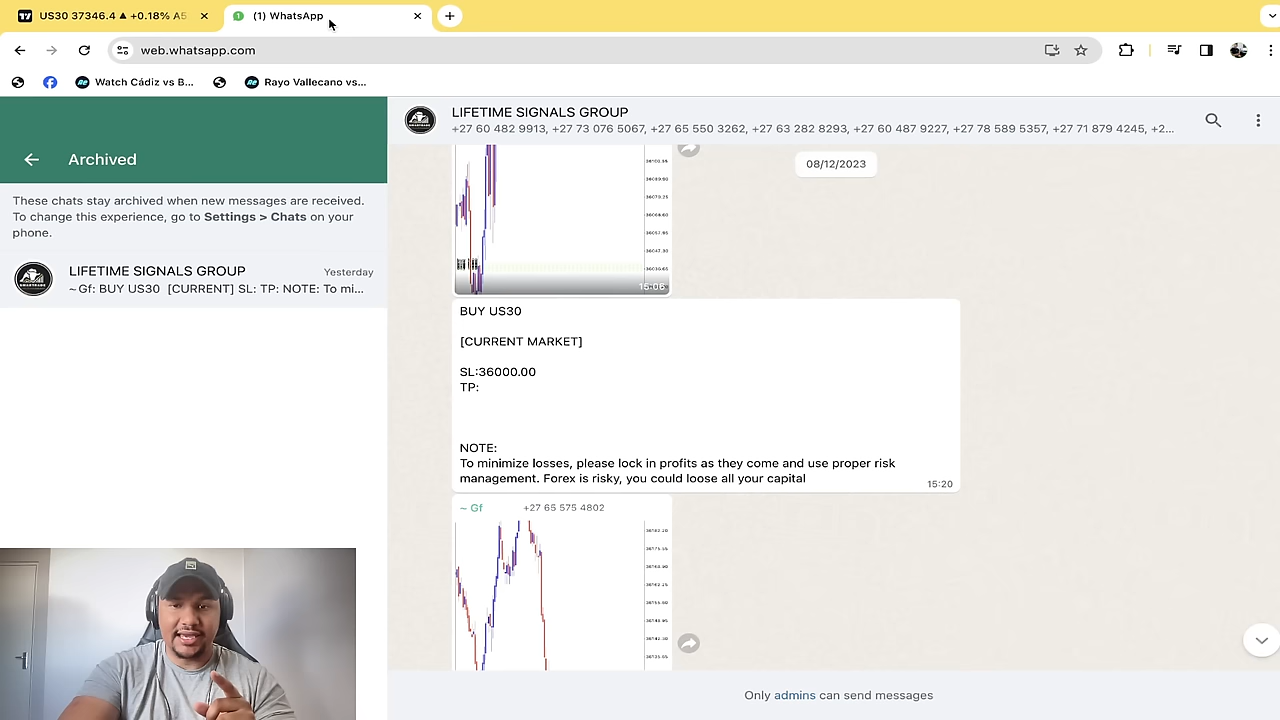 US30 37346.4 ▲ +0.18% A5
(1) WhatsApp
web.whatsapp.com
Watch Cádiz vs B...
Rayo Vallecano vs...
Archived
These chats stay archived when new messages are received.
To change this experience, go to Settings > Chats on your
phone.
LIFETIME SIGNALS GROUP
Yesterday
~ Gf: BUY US30 [CURRENT] SL: TP: NOTE: To mi...
LIFETIME SIGNALS GROUP
+27 60 482 9913, +27 73 076 5067, +27 65 550 3262, +27 63 282 8293, +27 60 487 9227, +27 78 589 5357, +27 71 879 4245, +2...
08/12/2023
15:06
BUY US30
[CURRENT MARKET]
SL:36000.00
TP:
NOTE:
To minimize losses, please lock in profits as they come and use proper risk
management. Forex is risky, you could loose all your capital
15:20
~ Gf +27 65 575 4802
Only admins can send messages